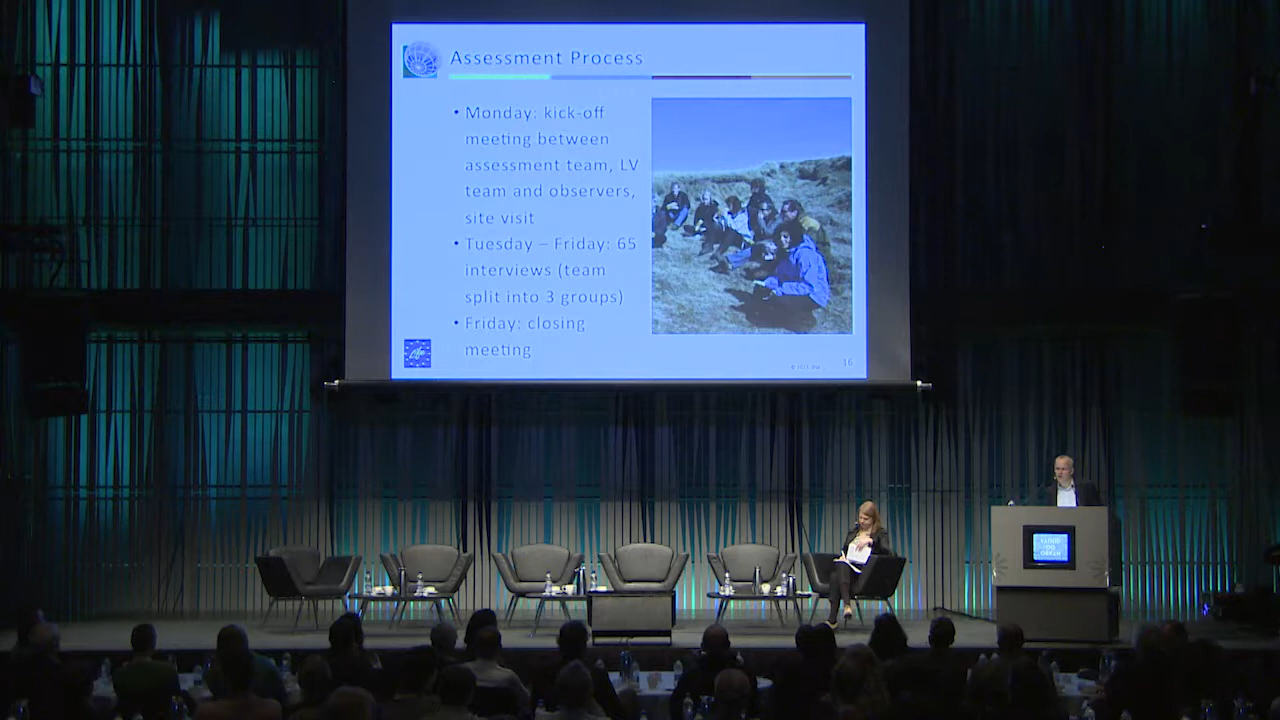 Assessment Process
• Monday: kick-off
meeting between
assessment team, LV
team and observers,
site visit
• Tuesday – Friday: 65
interviews (team
split into 3 groups)
• Friday: closing
meeting
16